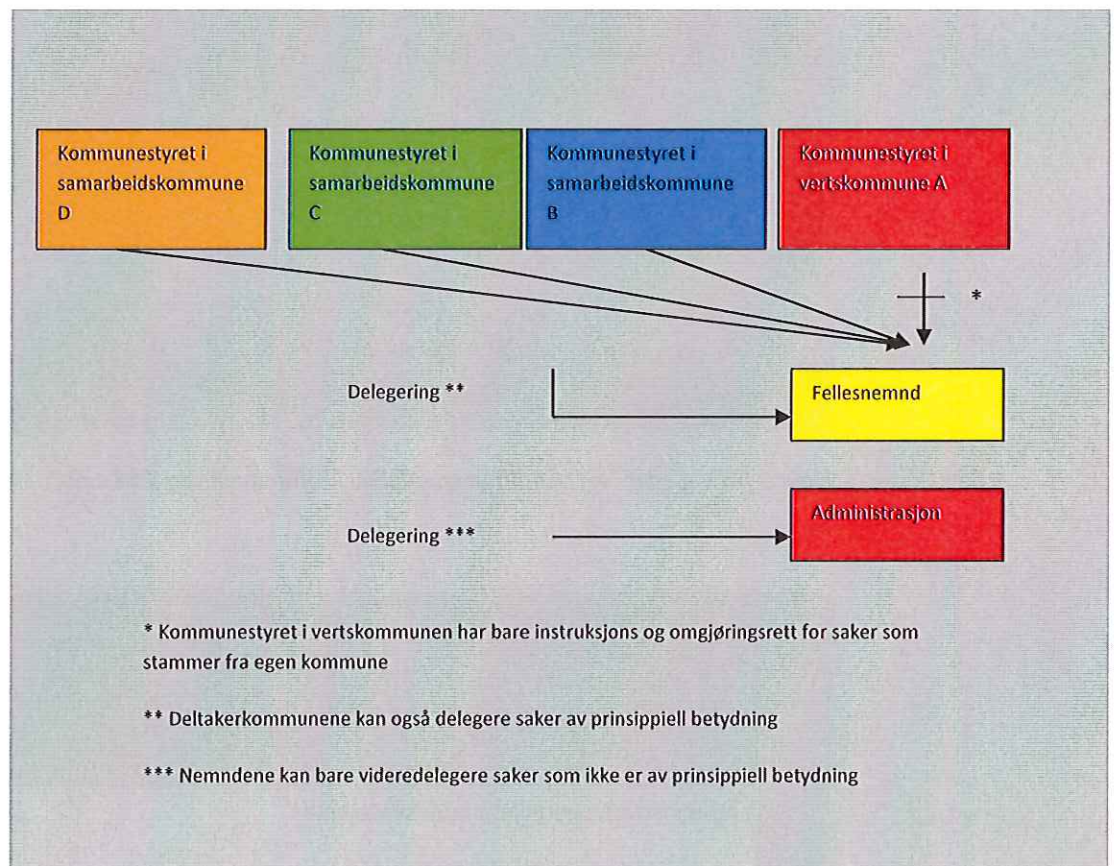 Kommunestyret i
samarbeidskommune
D
Kommunestyret i
samarbeidskommune
C
Kommunestyret i
samarbeidskommune
B
Kommunestyret i
vertskommune A
*
Delegering **
Fellesnemnd
Delegering ***
Administrasjon
* Kommunestyret i vertskommunen har bare instruksjons og omgjøringsrett for saker som
stammer fra egen kommune
** Deltakerkommunene kan også delegere saker av prinsippiell betydning
*** Nemndene kan bare videredelegere saker som ikke er av prinsippiell betydning